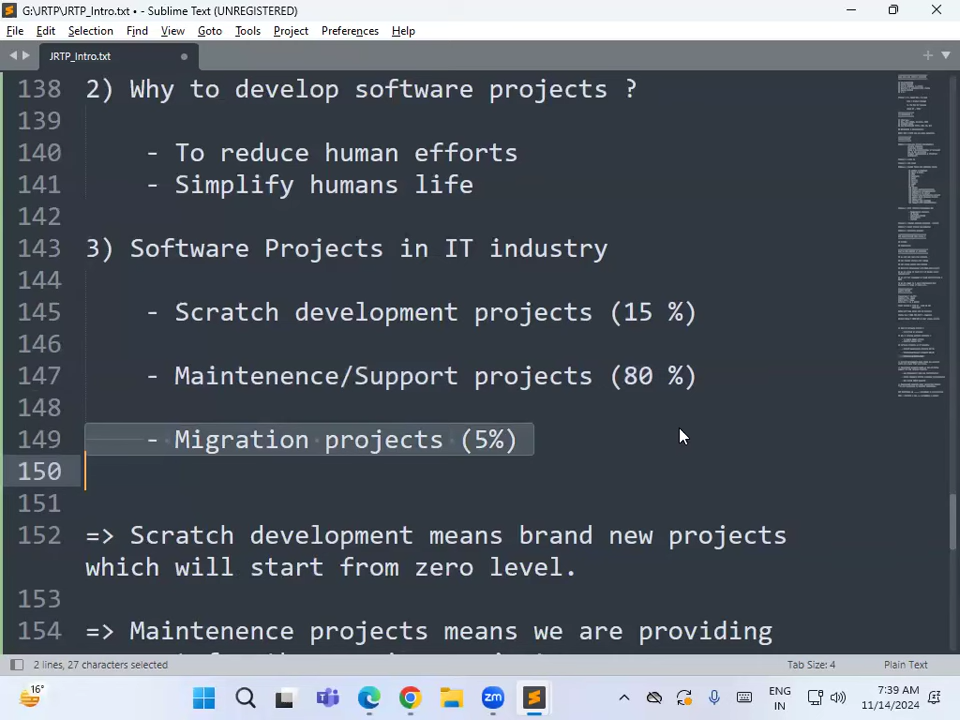 G:\JRTP\JRTP_Intro.txt • - Sublime Text (UNREGISTERED)
File Edit Selection Find View Goto Tools Project Preferences Help
JRTP_Intro.txt
138 2) Why to develop software projects ?
139
140 - To reduce human efforts
141 - Simplify humans life
142
143 3) Software Projects in IT industry
144
145 - Scratch development projects (15 %)
146
147 - Maintenence/Support projects (80 %)
148
149 - Migration projects (5%)
150
151
152 => Scratch development means brand new projects
which will start from zero level.
153
154 => Maintenence projects means we are providing
2 lines, 27 characters selected Tab Size: 4 Plain Text
16° ENG 7:39 AM
IN 11/14/2024